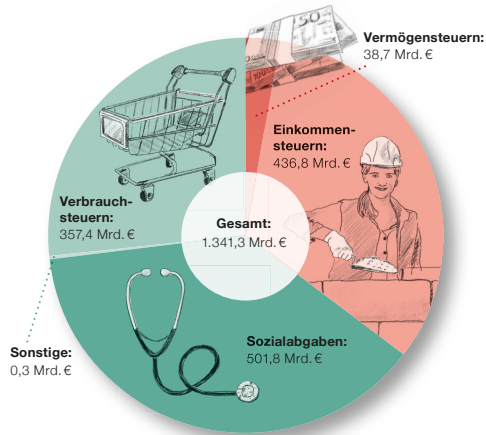 Vermögensteuern:
38,7 Mrd. €
Einkommen-
steuern:
436,8 Mrd. €
Verbrauch-
steuern:
357,4 Mrd. €
Gesamt:
1.341,3 Mrd. €
Sozialabgaben:
501,8 Mrd. €
Sonstige:
0,3 Mrd. €